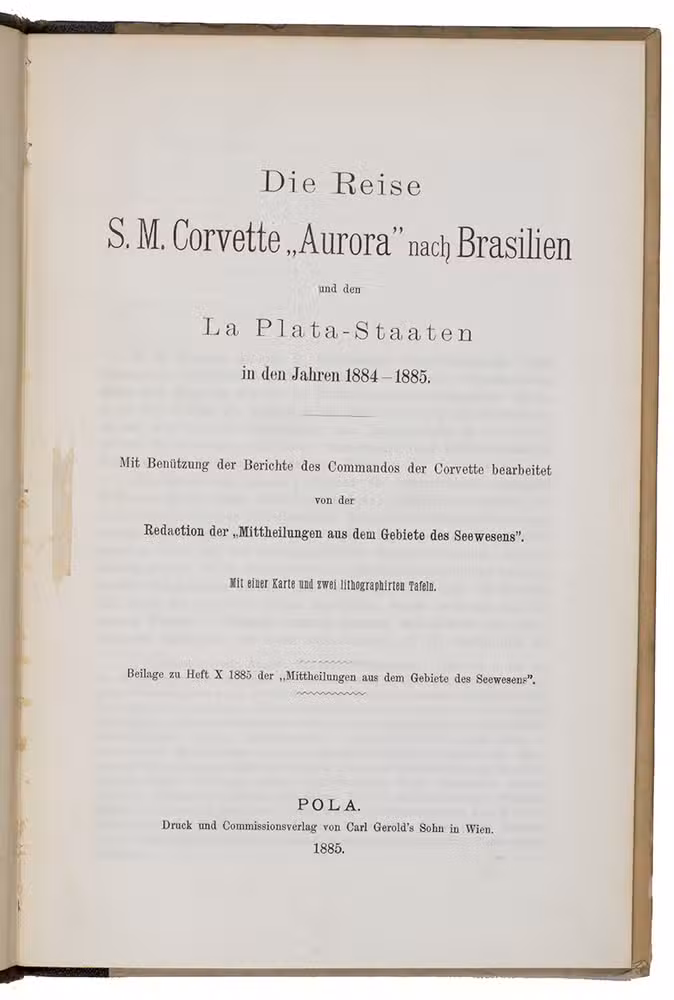 Die Reise
S. M. Corvette „Aurora” nach Brasilien
und den
La Plata-Staaten
in den Jahren 1884–1885.
Mit Benützung der Berichte des Commandos der Corvette bearbeitet
von der
Redaction der „Mittheilungen aus dem Gebiete des Seewesens”.
Mit einer Karte und zwei lithographirten Tafeln.
Beilage zu Heft X 1885 der „Mittheilungen aus dem Gebiete des Seewesens”.
POLA.
Druck und Commissionsverlag von Carl Gerold's Sohn in Wien.
1885.